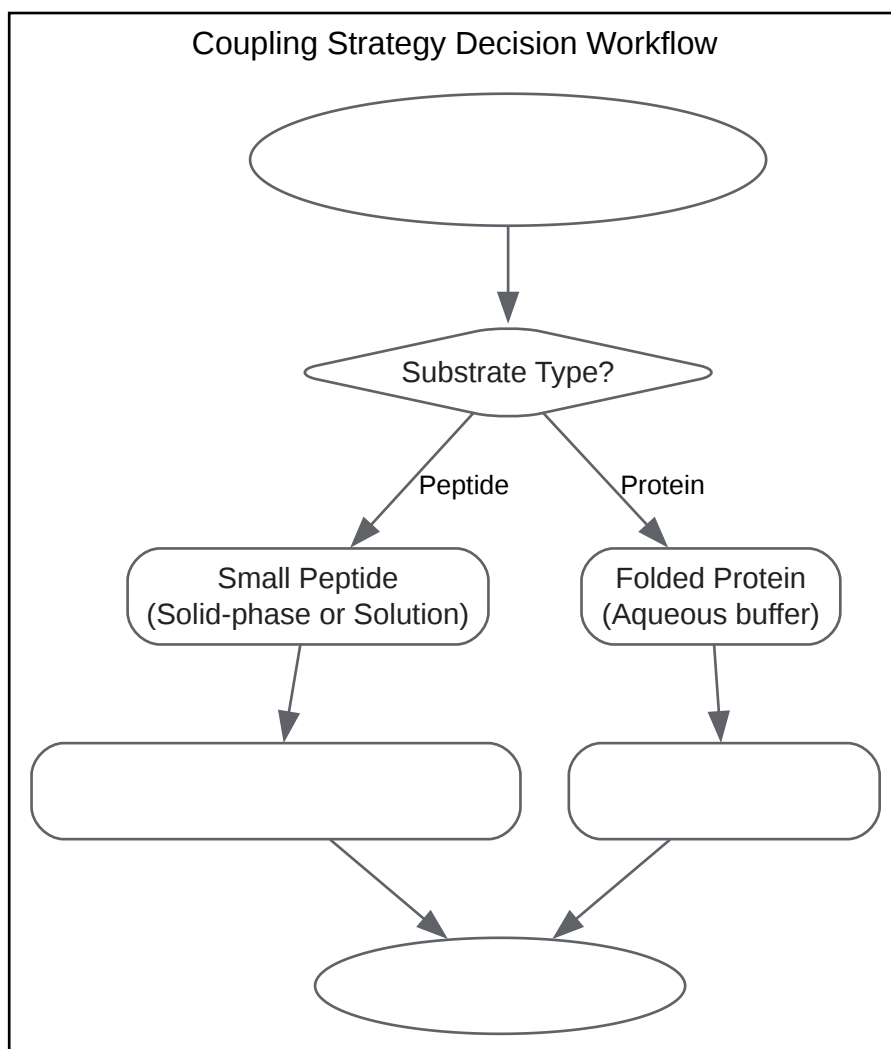 Coupling Strategy Decision Workflow
Substrate Type?
Peptide
Protein
Small Peptide
(Solid-phase or Solution)
Folded Protein
(Aqueous buffer)